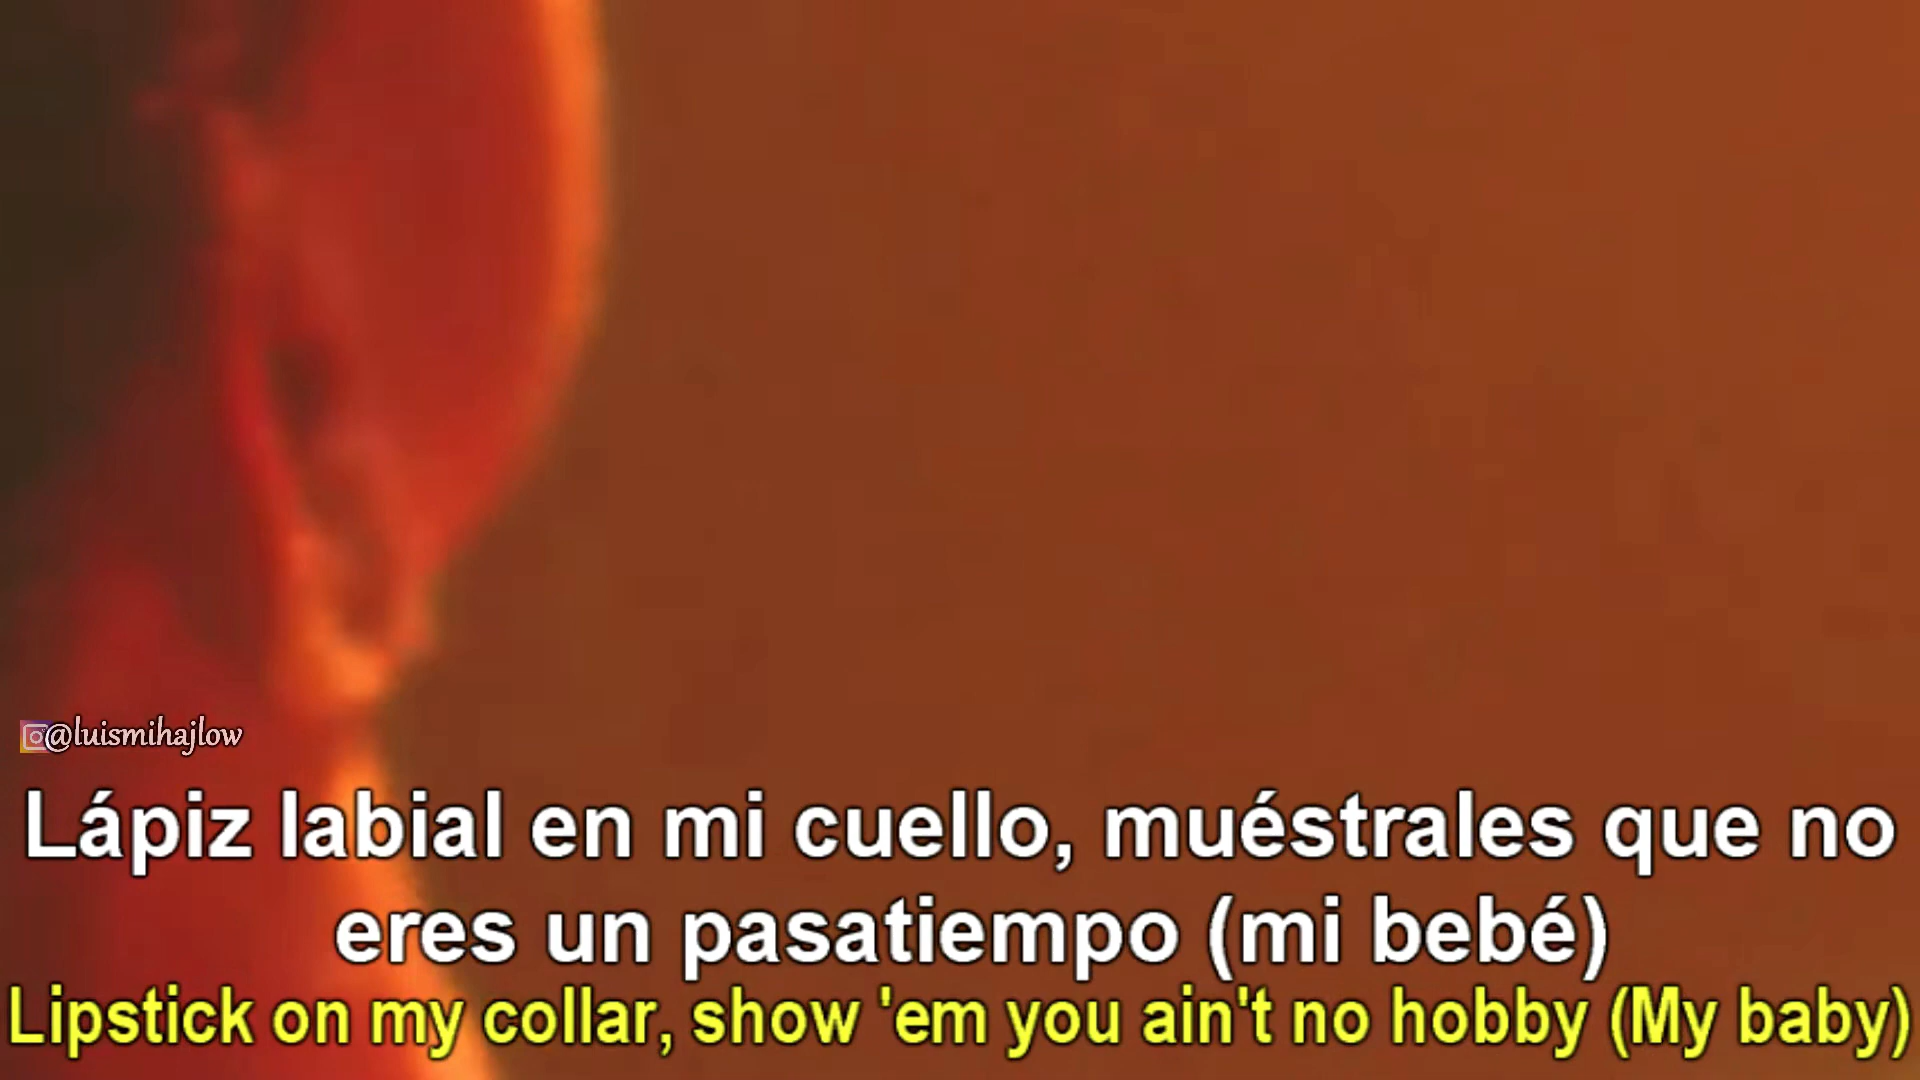 @luismihajlow
Lápiz labial en mi cuello, muéstrales que no
eres un pasatiempo (mi bebé)
Lipstick on my collar, show 'em you ain't no hobby (My baby)